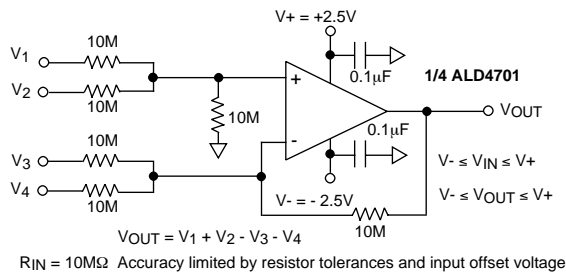 V+ = +2.5V
V1
10M
0.1μF
1/4 ALD4701
V2
10M
+
10M
VOUT
-
0.1μF
V3
10M
V- ≤ VIN ≤ V+
V4
10M
V- = - 2.5V
V- ≤ VOUT ≤ V+
10M
VOUT = V1 + V2 - V3 - V4
RIN = 10MΩ Accuracy limited by resistor tolerances and input offset voltage